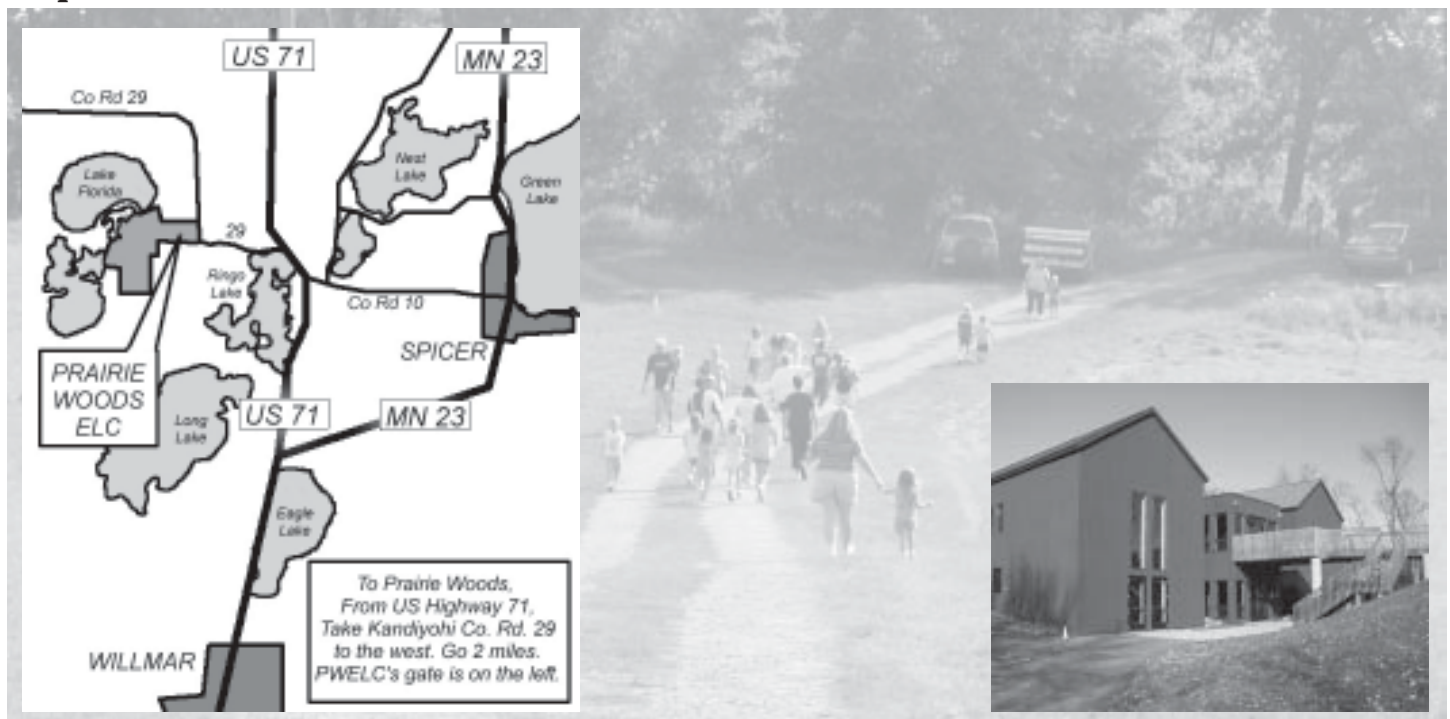 US 71
MN 23
Co Rd 29
Nest
Lake
Lake
Florida
Green
Lake
29
Ringo
Lake
Co Rd 10
SPICER
PRAIRIE
WOODS
ELC
US 71
MN 23
Long
Lake
Eagle
Lake
To Prairie Woods,
From US Highway 71,
Take Kandiyohi Co. Rd. 29
to the west. Go 2 miles.
PWELC's gate is on the left.
WILLMAR